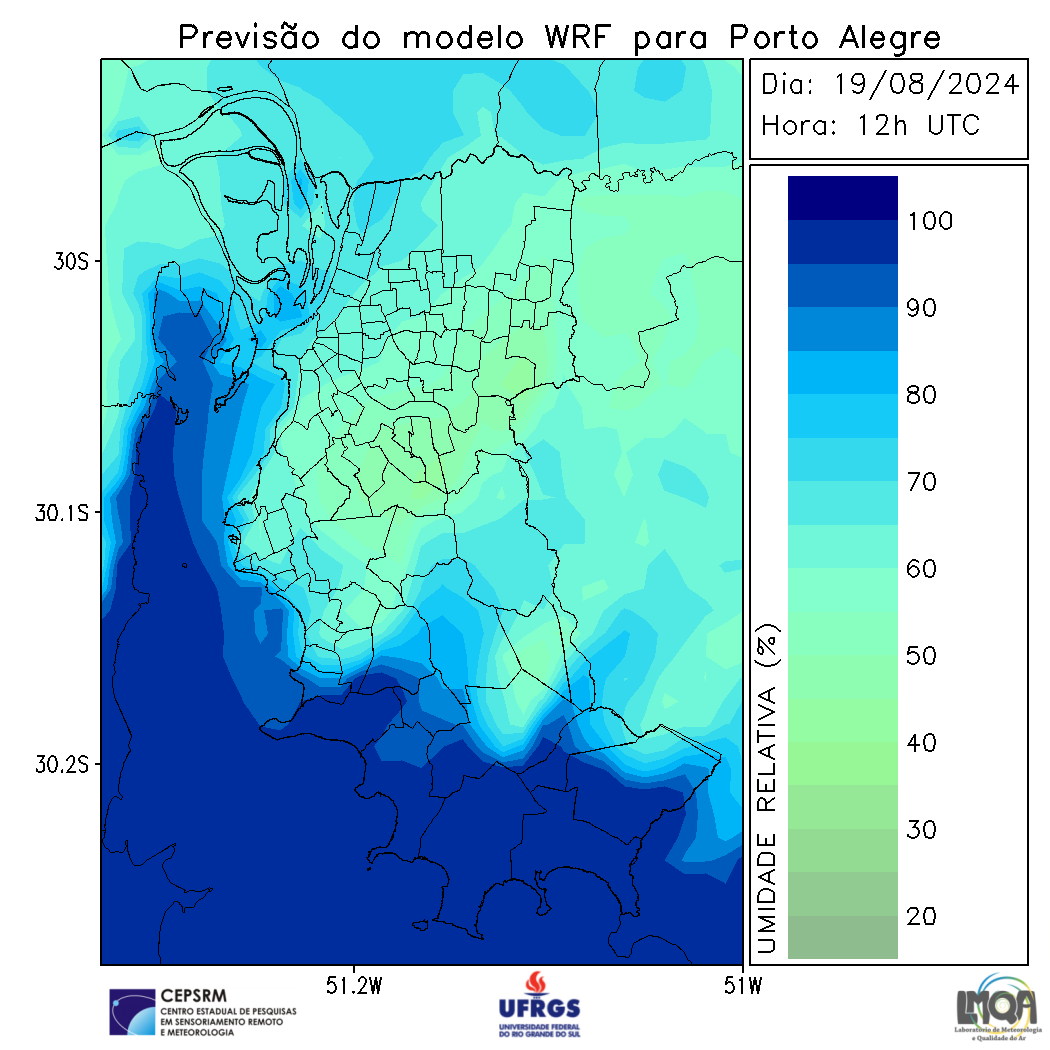 Previsão do modelo WRF para Porto Alegre
Dia: 19/08/2024
Hora: 12h UTC
30S
30.1S
30.2S
51.2W
51W
100
90
80
70
60
50
40
30
20
UMIDADE RELATIVA (%)
CEPSRM
CENTRO ESTADUAL DE PESQUISAS
EM SENSORIAMENTO REMOTO
E METEOROLOGIA
UFRGS
UNIVERSIDADE FEDERAL
DO RIO GRANDE DO SUL
LMQA
Laboratório de Meteorologia
e Qualidade do Ar